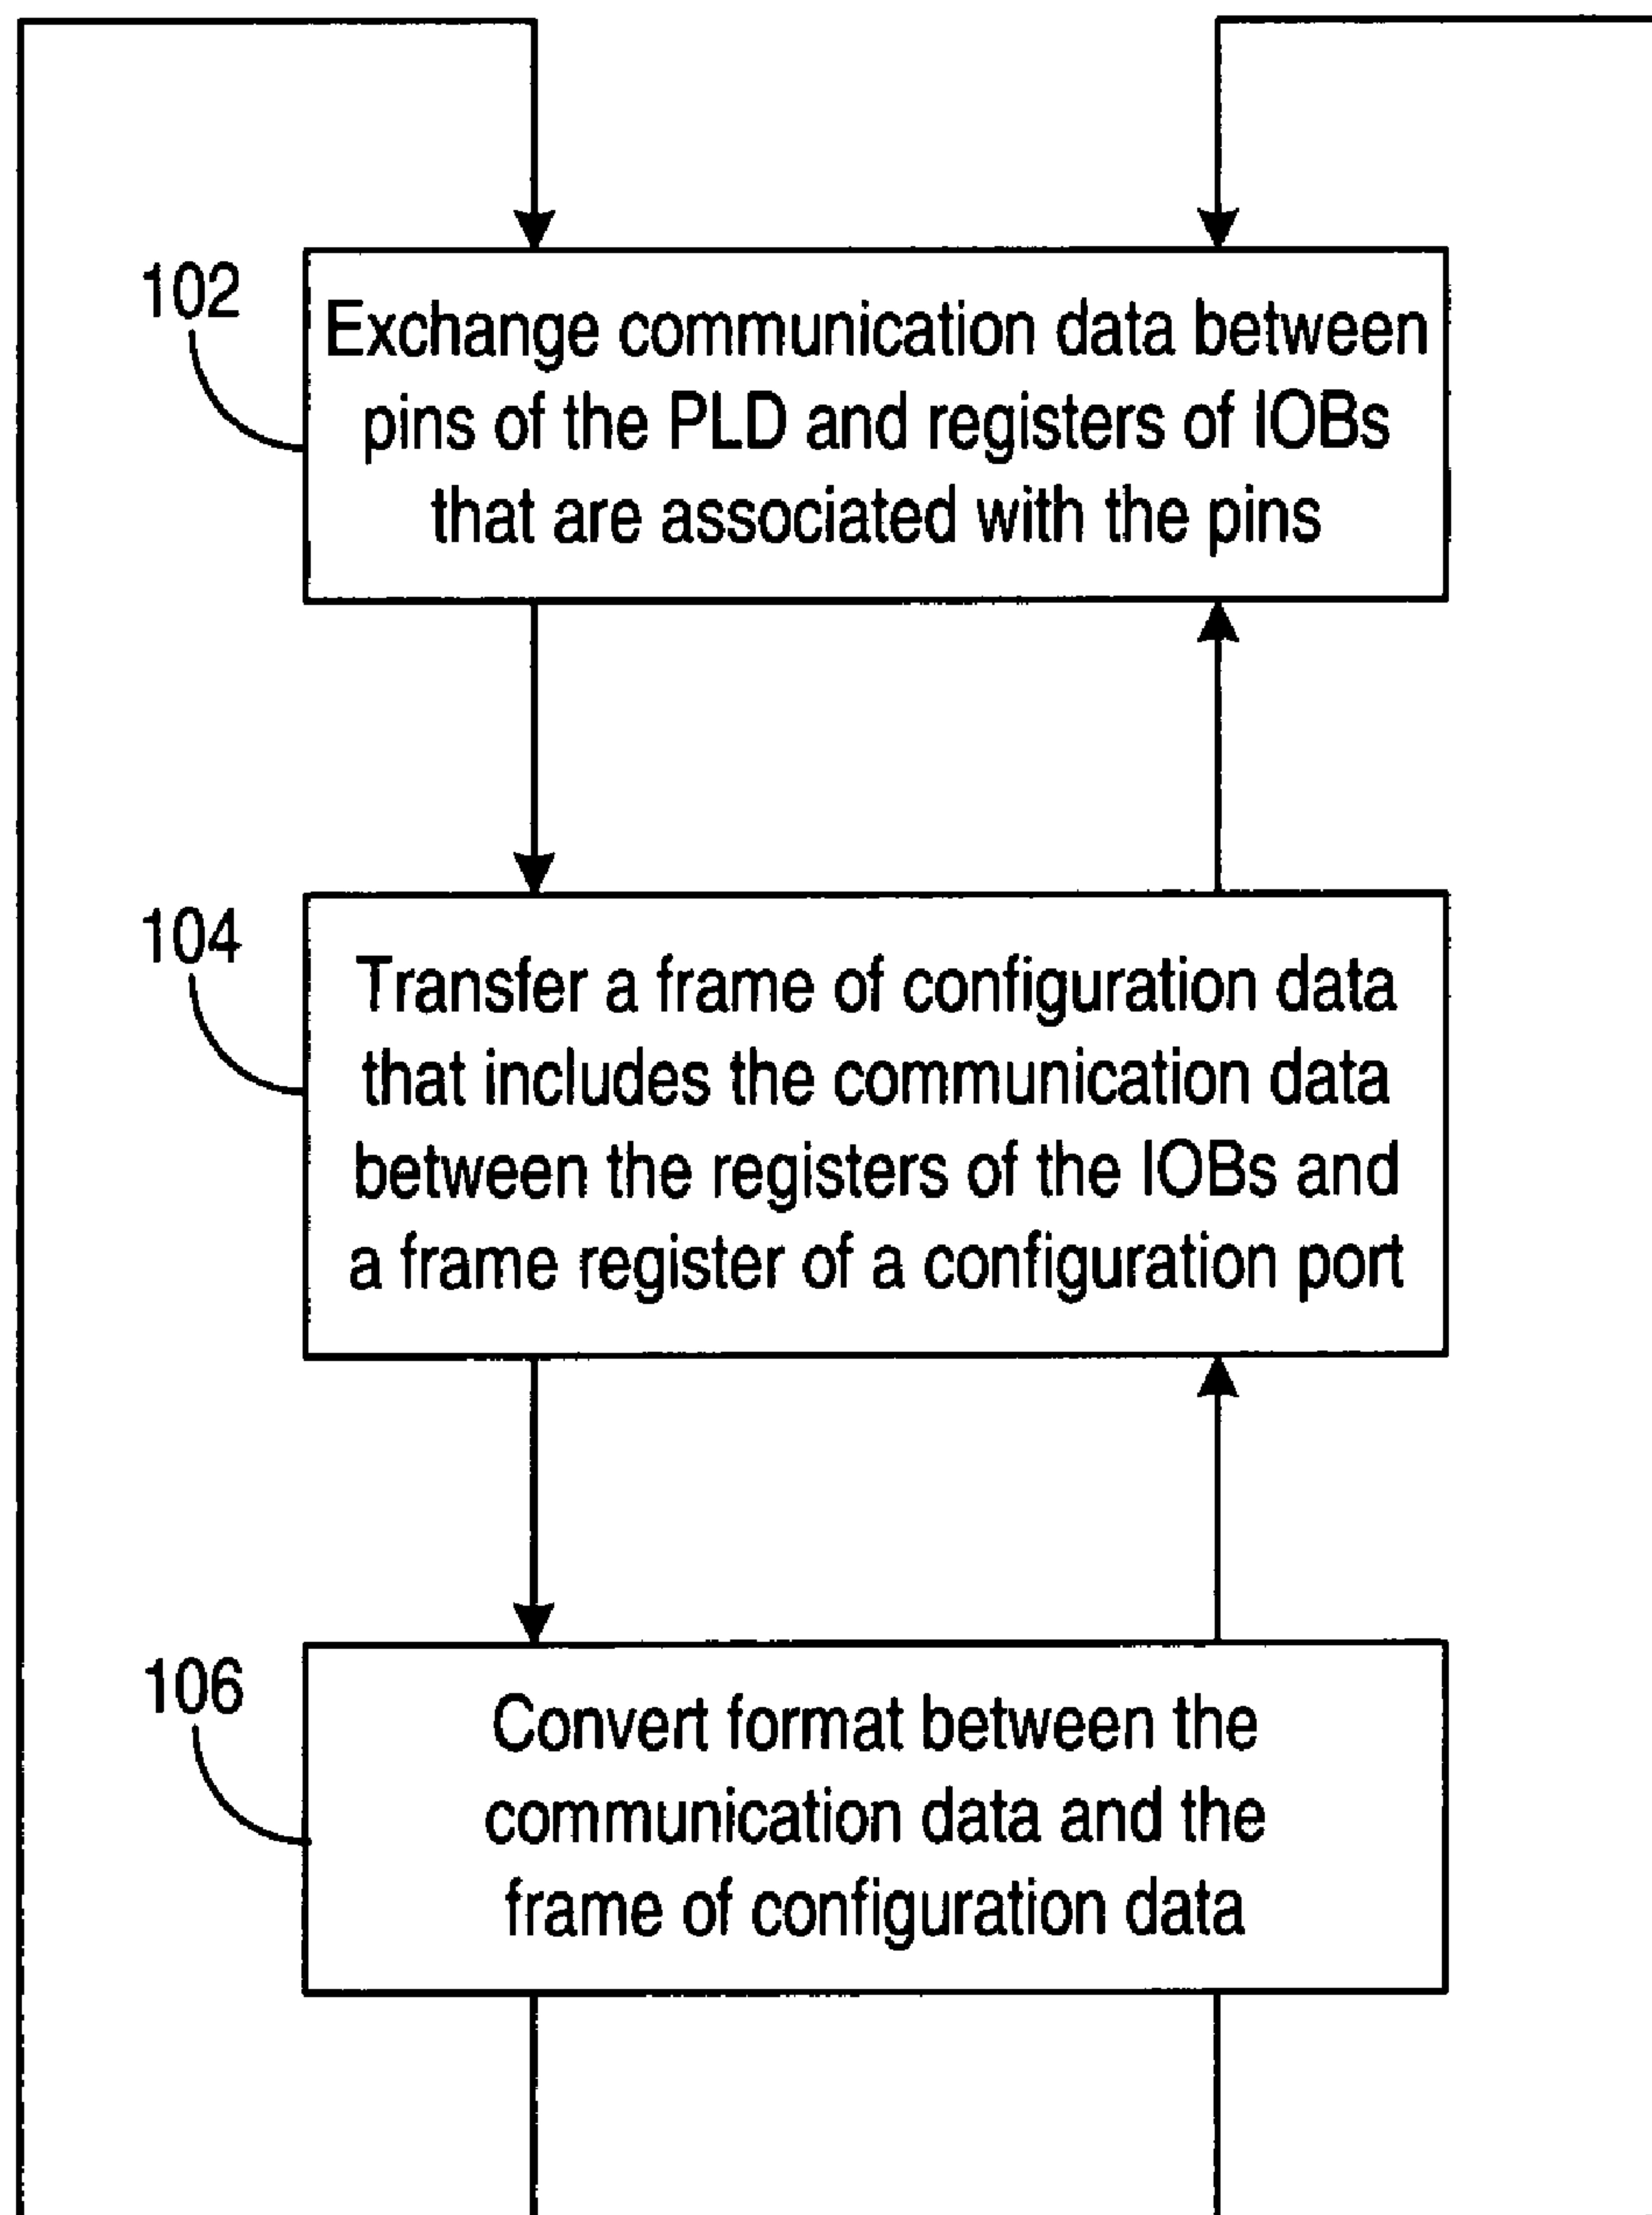 102
Exchange communication data between
pins of the PLD and registers of IOBs
that are associated with the pins
104
Transfer a frame of configuration data
that includes the communication data
between the registers of the IOBs and
a frame register of a configuration port
106
Convert format between the
communication data and the
frame of configuration data